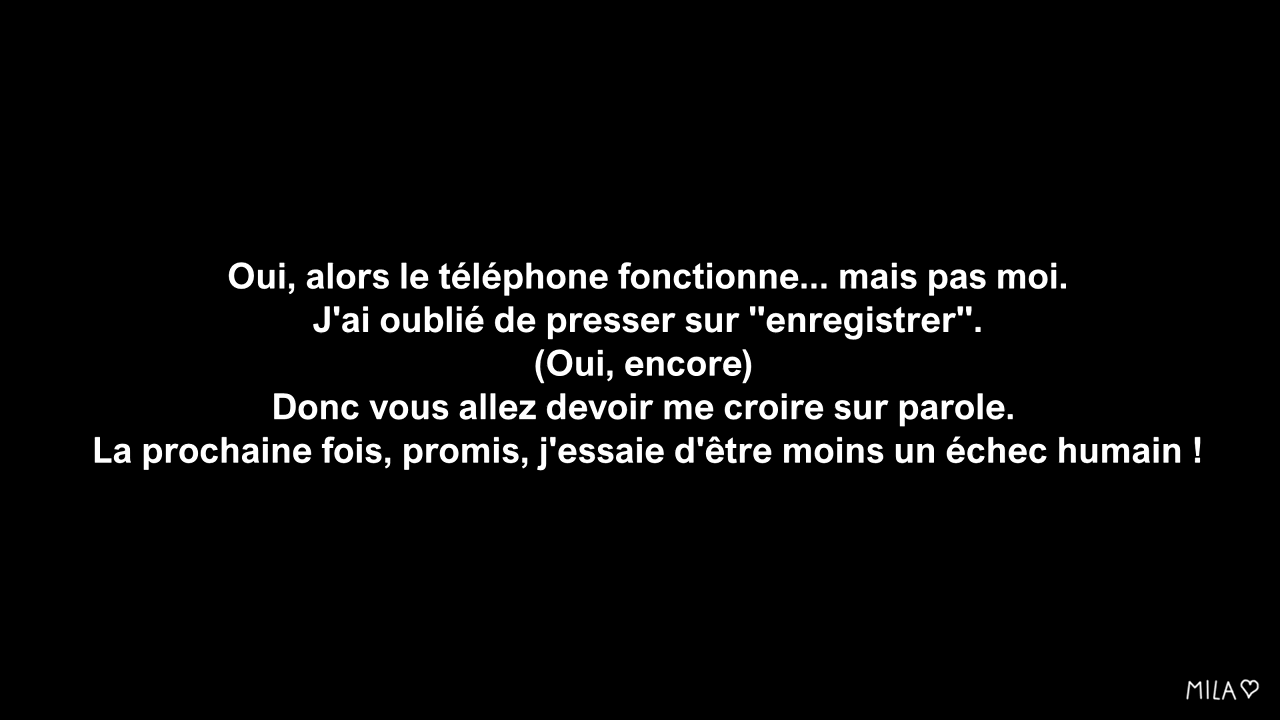 Oui, alors le téléphone fonctionne... mais pas moi.
J'ai oublié de presser sur "enregistrer".
(Oui, encore)
Donc vous allez devoir me croire sur parole.
La prochaine fois, promis, j'essaie d'être moins un échec humain !
MILA♡